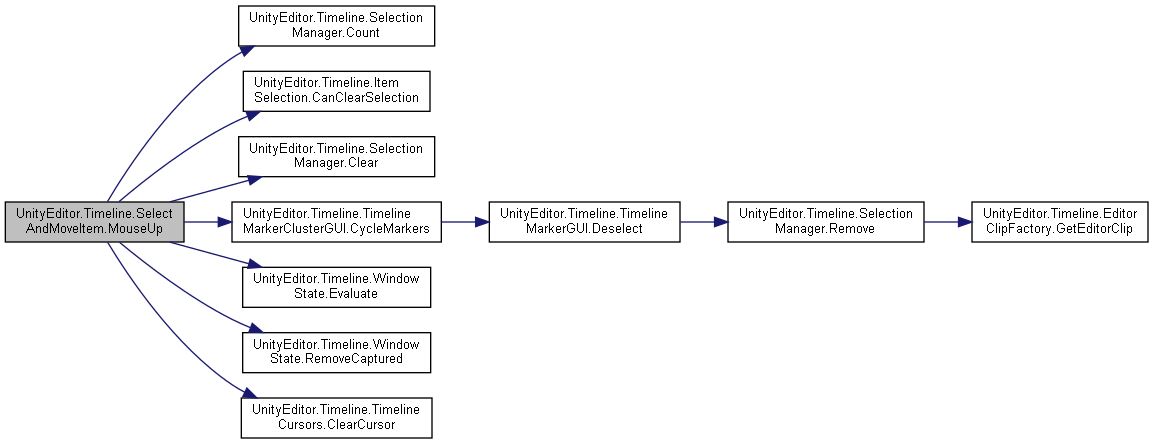 UnityEditor.Timeline.Selection
Manager.Count
UnityEditor.Timeline.Item
Selection.CanClearSelection
UnityEditor.Timeline.Selection
Manager.Clear
UnityEditor.Timeline.Select
AndMoveItem.MouseUp
UnityEditor.Timeline.Timeline
MarkerClusterGUI.CycleMarkers
UnityEditor.Timeline.Timeline
MarkerGUI.Deselect
UnityEditor.Timeline.Selection
Manager.Remove
UnityEditor.Timeline.Editor
ClipFactory.GetEditorClip
UnityEditor.Timeline.Window
State.Evaluate
UnityEditor.Timeline.Window
State.RemoveCaptured
UnityEditor.Timeline.Timeline
Cursors.ClearCursor